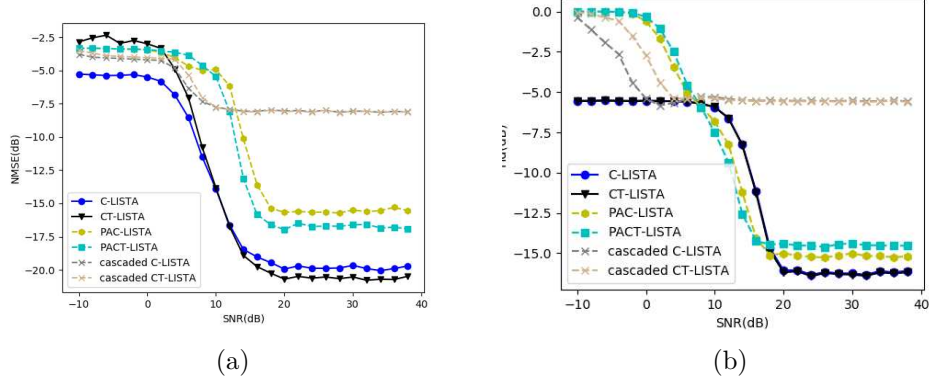 −2.5
−5.0
−7.5
−10.0
−12.5
−15.0
−17.5
−20.0
NMSE(dB)
C-LISTA
CT-LISTA
PAC-LISTA
PACT-LISTA
cascaded C-LISTA
cascaded CT-LISTA
−10 0 10 20 30 40
SNR(dB)
(a)
0.0
−2.5
−5.0
−7.5
−10.0
−12.5
−15.0
C-LISTA
CT-LISTA
PAC-LISTA
PACT-LISTA
cascaded C-LISTA
cascaded CT-LISTA
−10 0 10 20 30 40
SNR(dB)
(b)